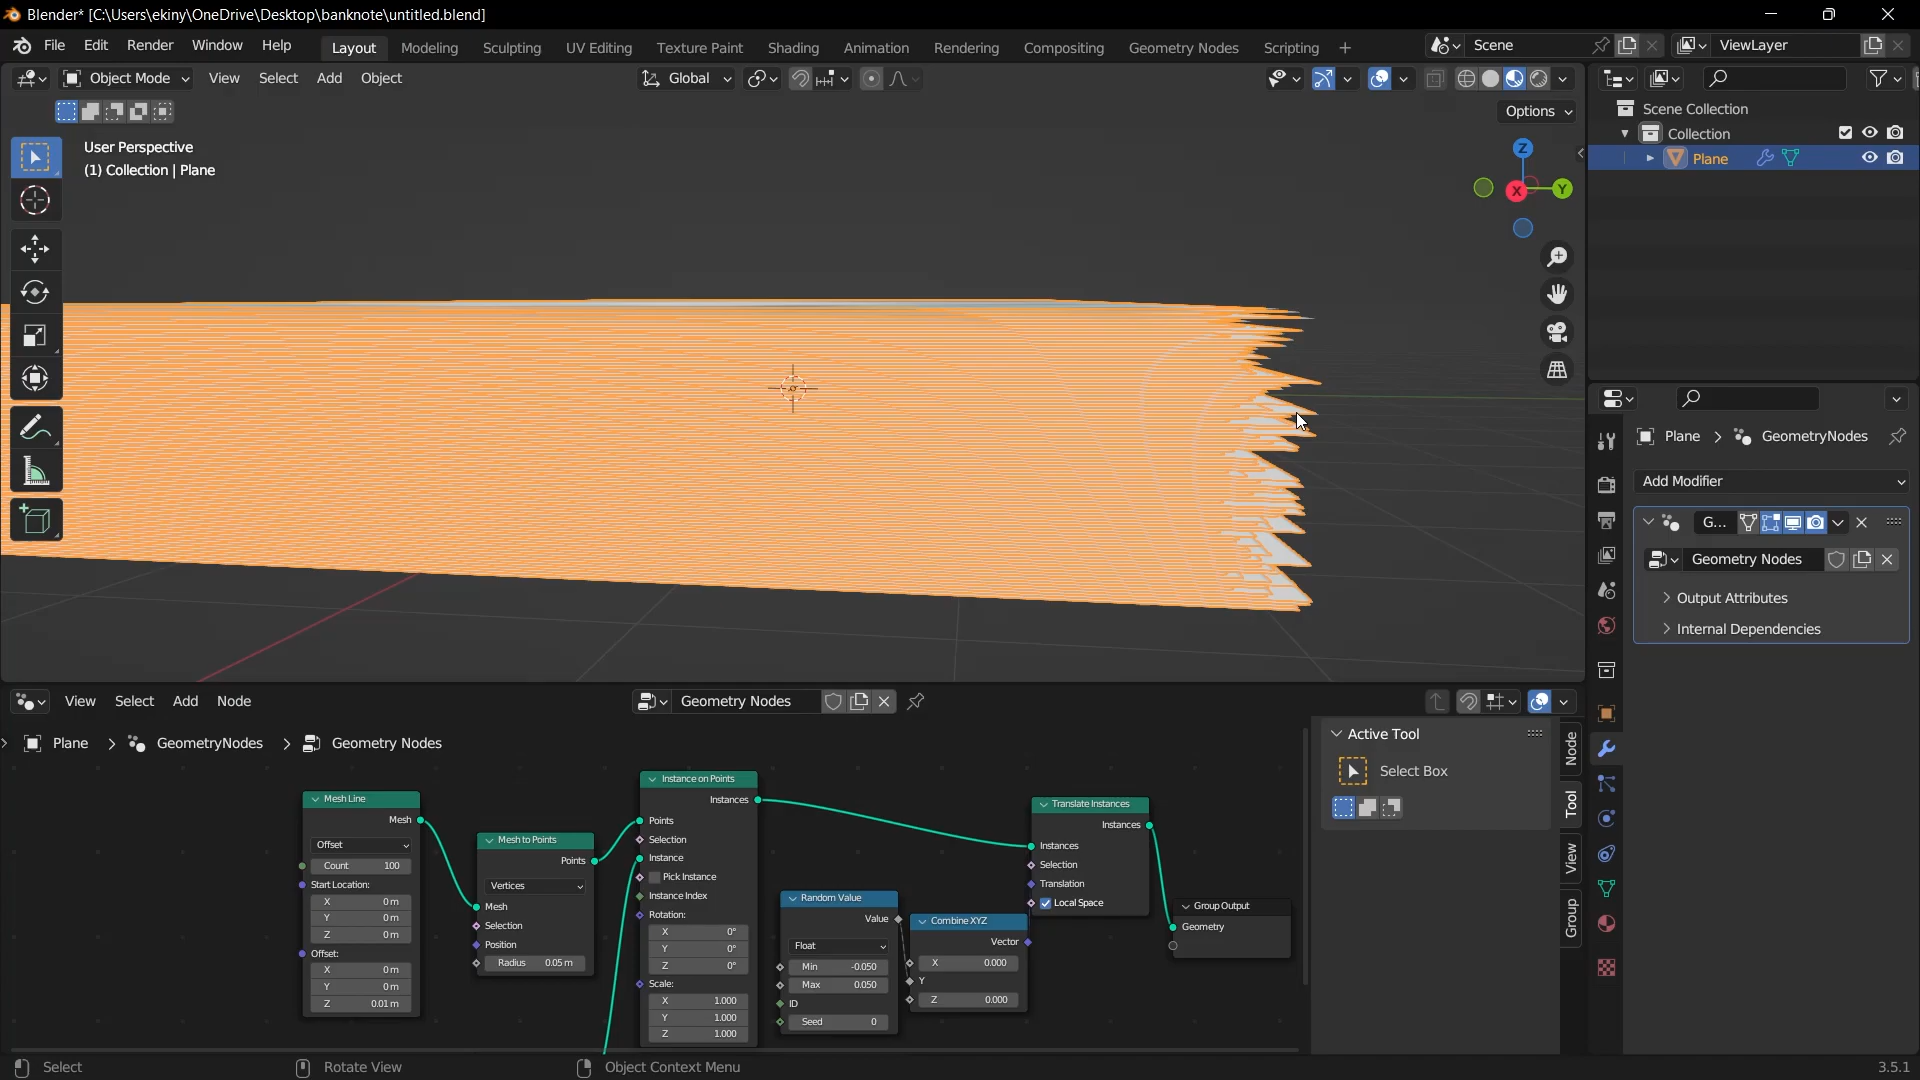 Blender* [C:\Users\ekiny\OneDrive\Desktop\banknote\untitled.blend]
File Edit Render Window Help Layout Modeling Sculpting UV Editing Texture Paint Shading Animation Rendering Compositing Geometry Nodes Scripting + Scene ViewLayer
Object Mode View Select Add Object Global
Options
User Perspective
(1) Collection | Plane
Z
X
Y
Scene Collection
Collection
Plane
Plane > GeometryNodes
Add Modifier
G...
Geometry Nodes
Output Attributes
Internal Dependencies
View Select Add Node Geometry Nodes
Plane > GeometryNodes > Geometry Nodes
Mesh Line
Mesh
Offset
Count 100
Start Location:
X 0 m
Y 0 m
Z 0 m
Offset:
X 0 m
Y 0 m
Z 0.01 m
Mesh to Points
Points
Vertices
Mesh
Selection
Position
Radius 0.05 m
Instance on Points
Instances
Points
Selection
Instance
Pick Instance
Instance Index
Rotation:
X 0°
Y 0°
Z 0°
Scale:
X 1.000
Y 1.000
Z 1.000
Random Value
Value
Float
Min -0.050
Max 0.050
ID
Seed 0
Combine XYZ
Vector
X 0.000
Y
Z 0.000
Translate Instances
Instances
Instances
Selection
Translation
Local Space
Group Output
Geometry
Active Tool
Select Box
Node
Tool
View
Group
Select Rotate View Object Context Menu 3.5.1